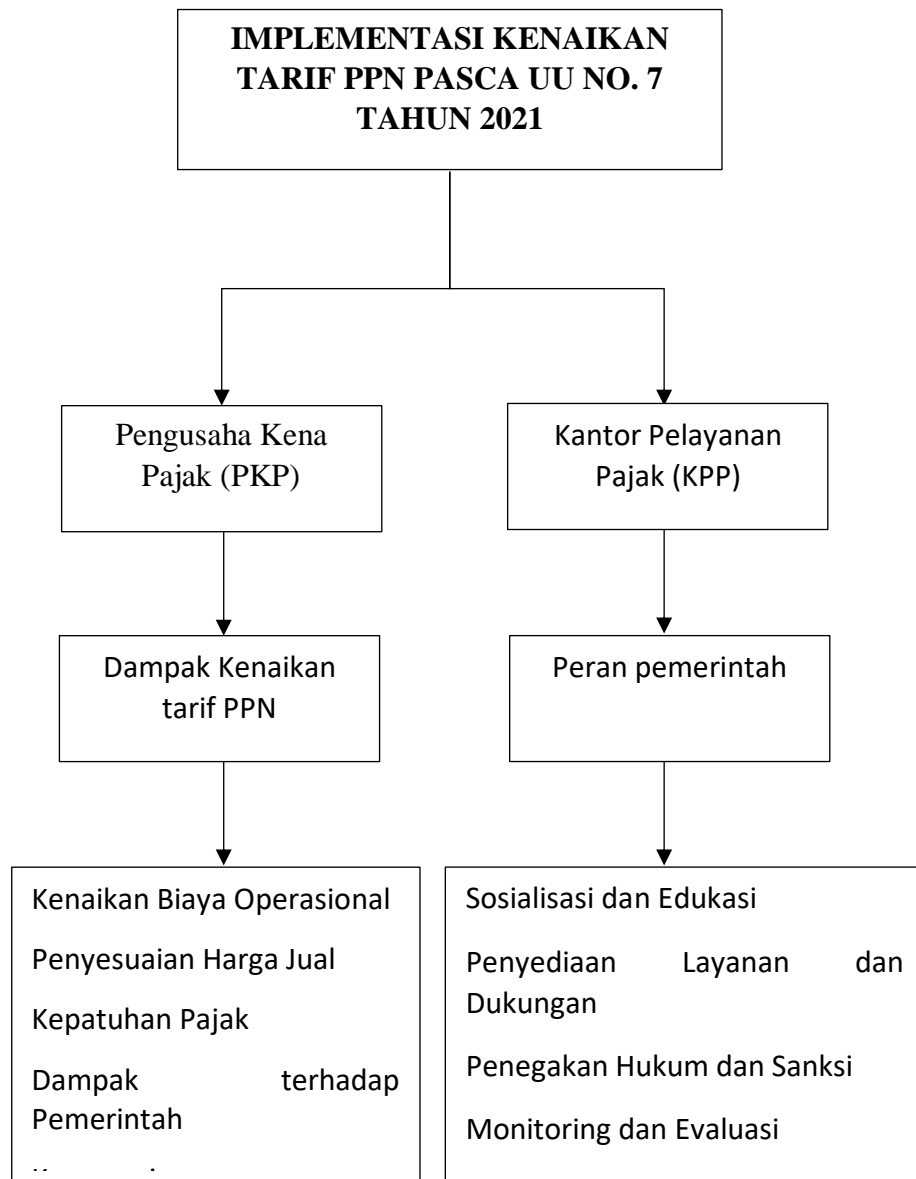 IMPLEMENTASI KENAIKAN
TARIF PPN PASCA UU NO. 7
TAHUN 2021
Pengusaha Kena
Pajak (PKP)
Kantor Pelayanan
Pajak (KPP)
Dampak Kenaikan
tarif PPN
Peran pemerintah
Kenaikan Biaya Operasional
Penyesuaian Harga Jual
Kepatuhan Pajak
Dampak terhadap
Pemerintah
Sosialisasi dan Edukasi
Penyediaan Layanan dan
Dukungan
Penegakan Hukum dan Sanksi
Monitoring dan Evaluasi